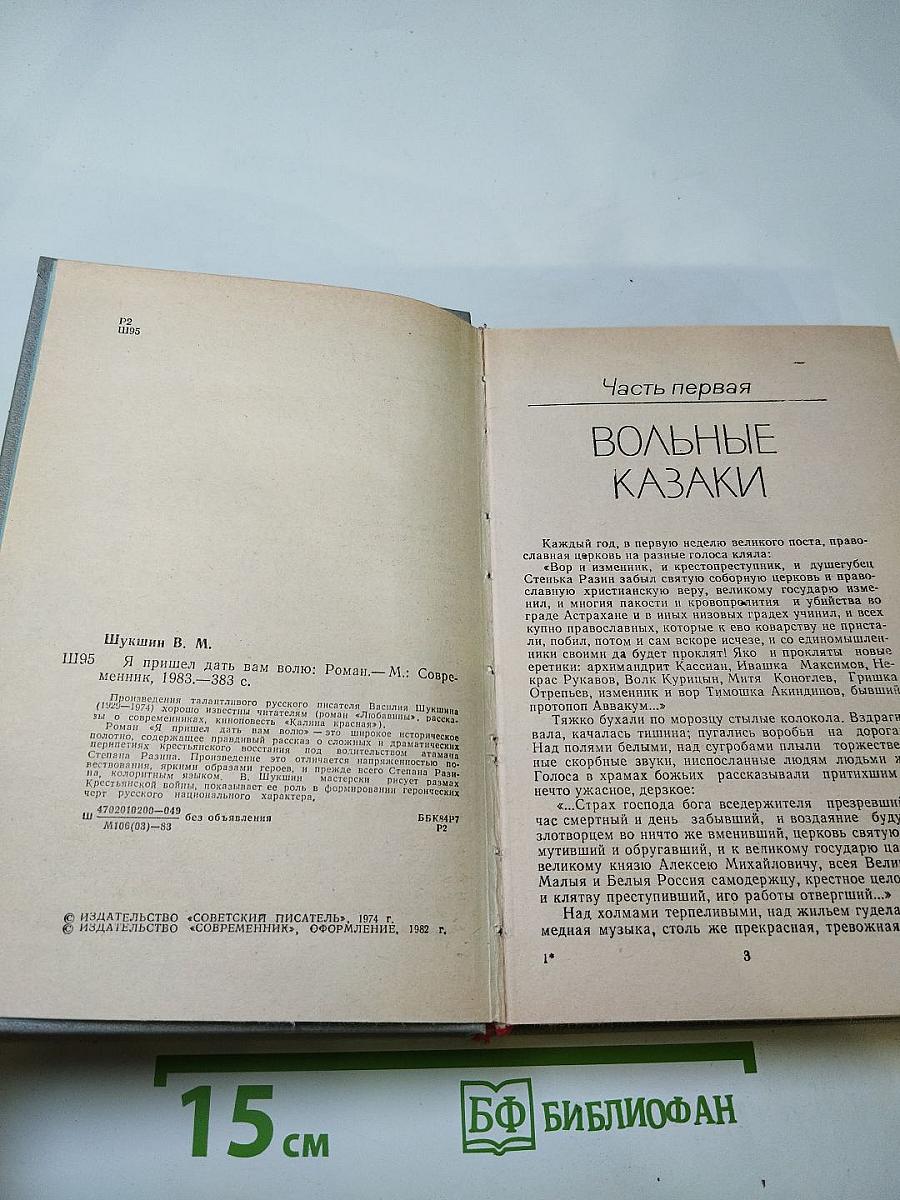 Р2
Ш95
Шукшин В. М.
Ш95 Я пришел дать вам волю: Роман.— М.: Совре-
менник, 1983.—383 с.
Произведения талантливого русского писателя Василия Шукшина
(1929—1974) хорошо известны читателям (роман «Любавины», расска-
зы о современниках, киноповесть «Калина красная»).
Роман «Я пришел дать вам волю» — это широкое историческое
полотно, содержащее правдивый рассказ о сложных и драматических
перипетиях крестьянского восстания под водительством атамана
Степана Разина. Произведение это отличается напряженностью по-
вествования, яркими образами героев, и прежде всего Степана Рази-
на, колоритным языком. В. Шукшин мастерски рисует размах
Крестьянской войны, показывает ее роль в формировании героических
черт русского национального характера.
Ш 4702010200—049 без объявления ББК84Р7
М106(03)—83 Р2
© ИЗДАТЕЛЬСТВО «СОВЕТСКИЙ ПИСАТЕЛЬ», 1974 г.
© ИЗДАТЕЛЬСТВО «СОВРЕМЕННИК», ОФОРМЛЕНИЕ, 1982 г.
Часть первая
ВОЛЬНЫЕ
КАЗАКИ
Каждый год, в первую неделю великого поста, право-
славная церковь на разные голоса кляла:
«Вор и изменник, и крестопреступник, и душегубец
Стенька Разин забыл святую соборную церковь и право-
славную христианскую веру, великому государю изме-
нил, и многия пакости и кровопролития и убийства во
граде Астрахане и в иных низовых градех учинил, и всех
купно православных, которые к ево коварству не приста-
ли, побил, потом и сам вскоре исчезе, и со единомышлен-
ники своими да будет проклят! Яко и прокляты новые
еретики: архимандрит Кассиан, Ивашка Максимов, Не-
крас Рукавов, Волк Курицын, Митя Коноглев, Гришка
Отрепьев, изменник и вор Тимошка Акиндинов, бывший
протопоп Аввакум...»
Тяжко бухали по морозцу стылые колокола. Вздраги
вала, качалась тишина; пугались воробьи на дорога
Над полями белыми, над сугробами плыли торжестве
ные скорбные звуки, ниспосланные людям людьми ж
Голоса в храмах божьих рассказывали притихшим
нечто ужасное, дерзкое:
«...Страх господа бога вседержителя презревший
час смертный и день забывший, и воздаяние буду
злотворцем во ничто же вменивший, церковь святую
мутивший и обругавший, и к великому государю ца
великому князю Алексею Михайловичу, всея Вели
Малыя и Белыя Россия самодержцу, крестное цело
и клятву преступивший, иго работы отвергший...»
Над холмами терпеливыми, над жильем гудела
медная музыка, столь же прекрасная, тревожная
1* 3
15 см БФ БИБЛИОФАН